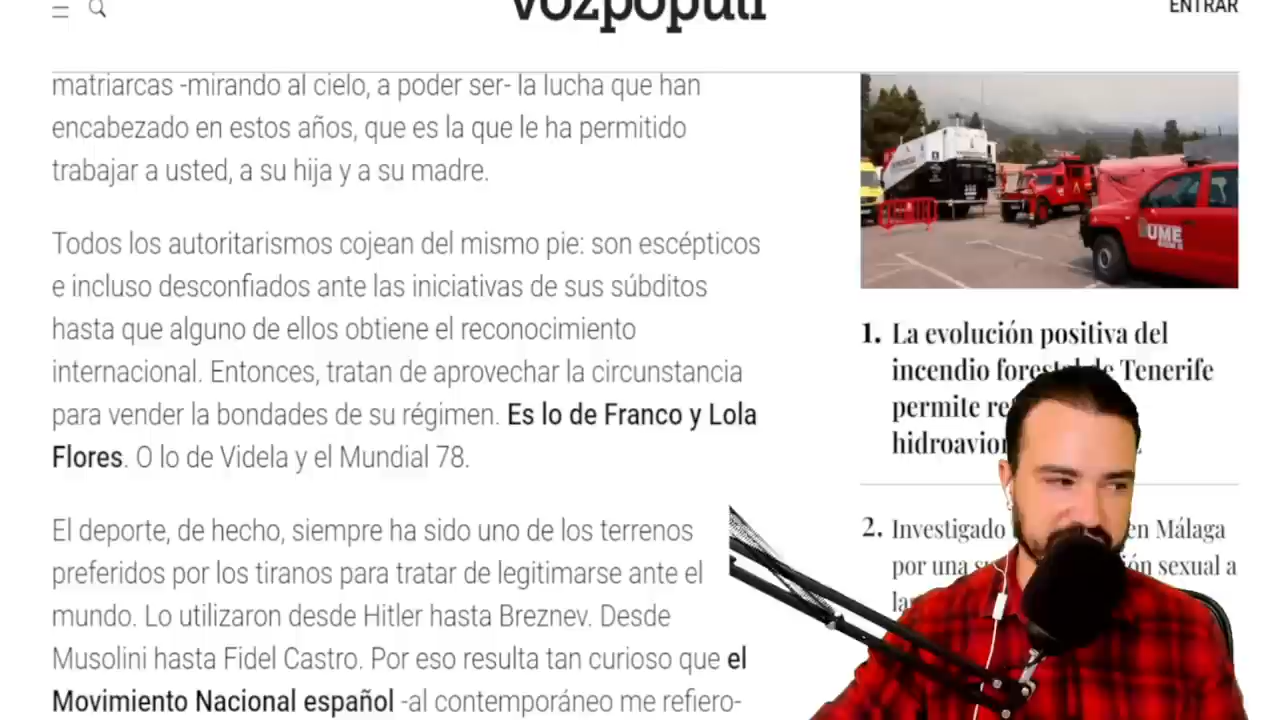 vozpópuli
ENTRAR
matriarcas -mirando al cielo, a poder ser- la lucha que han
encabezado en estos años, que es la que le ha permitido
trabajar a usted, a su hija y a su madre.
Todos los autoritarismos cojean del mismo pie: son escépticos
e incluso desconfiados ante las iniciativas de sus súbditos
hasta que alguno de ellos obtiene el reconocimiento
internacional. Entonces, tratan de aprovechar la circunstancia
para vender la bondades de su régimen. Es lo de Franco y Lola
Flores. O lo de Videla y el Mundial 78.
El deporte, de hecho, siempre ha sido uno de los terrenos
preferidos por los tiranos para tratar de legitimarse ante el
mundo. Lo utilizaron desde Hitler hasta Breznev. Desde
Musolini hasta Fidel Castro. Por eso resulta tan curioso que el
Movimiento Nacional español -al contemporáneo me refiero-
UME
1. La evolución positiva del
incendio de Tenerife
permite
2. Investigado en Málaga
por una sexual a